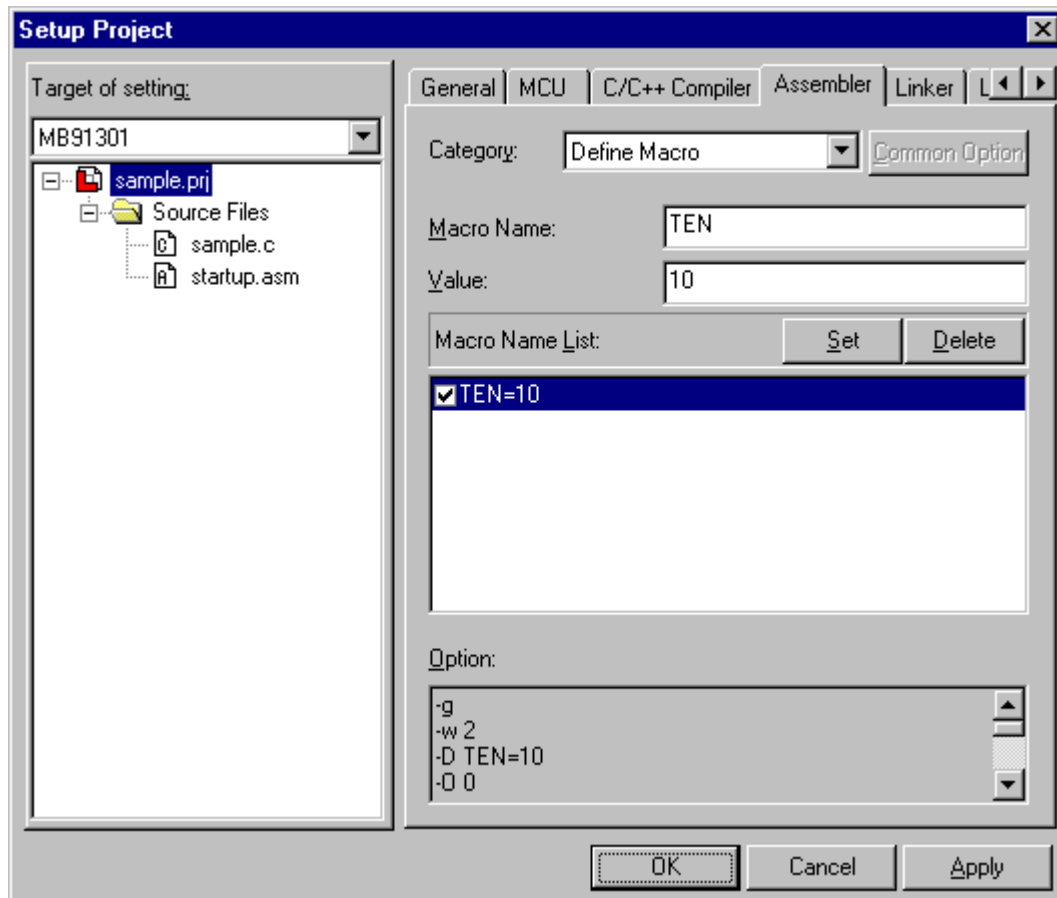 Setup Project
Target of setting:
MB91301
sample.prj
Source Files
sample.c
startup.asm
General MCU C/C++ Compiler Assembler Linker L
Category: Define Macro Common Option
Macro Name: TEN
Value: 10
Macro Name List: Set Delete
TEN=10
Option:
-g
-w 2
-D TEN=10
-O 0
OK Cancel Apply